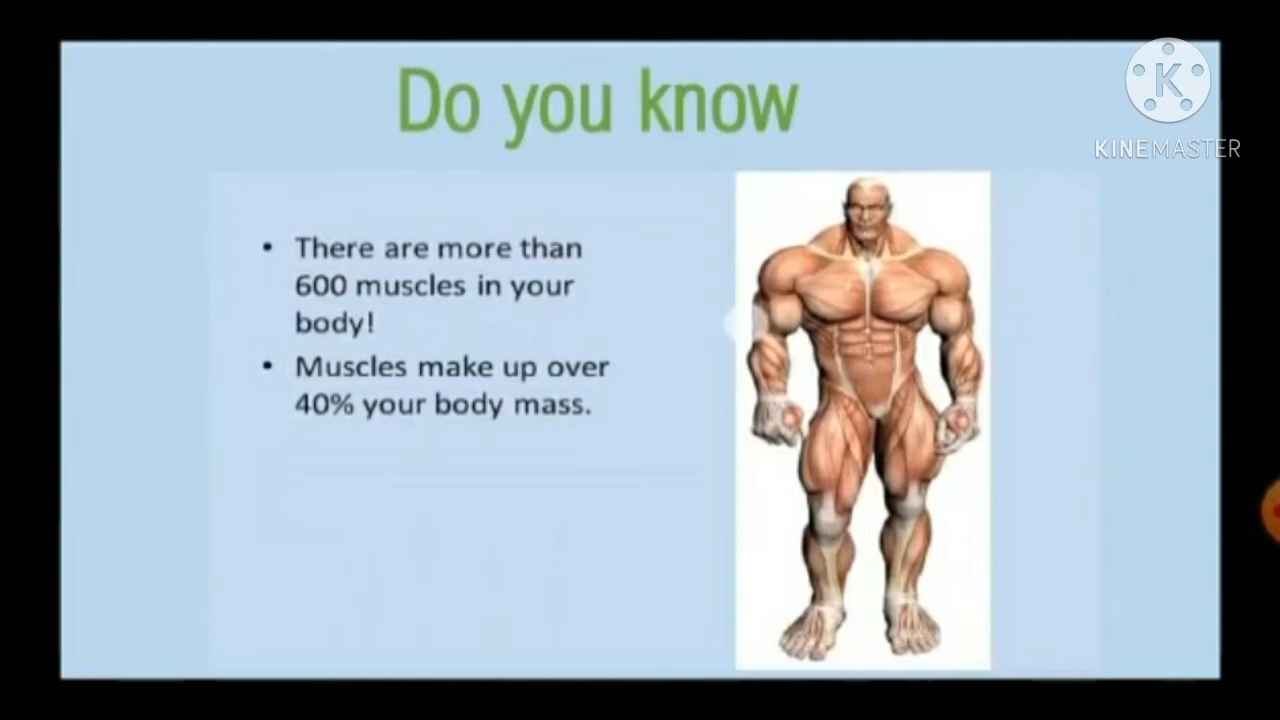 Do you know
K
KINEMASTER
• There are more than
600 muscles in your
body!
• Muscles make up over
40% your body mass.